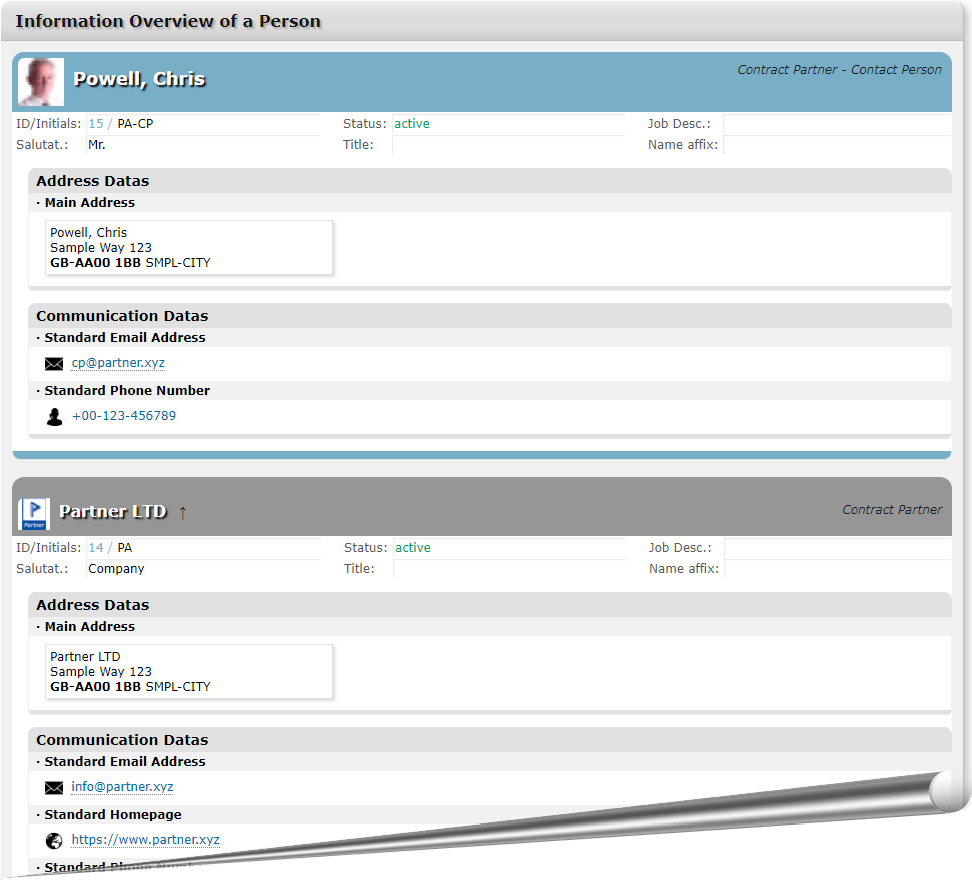 Information Overview of a Person
Powell, Chris
Contract Partner - Contact Person
ID/Initials: 15 / PA-CP Status: active Job Desc.:
Salutat.: Mr. Title: Name affix:
Address Datas
· Main Address
Powell, Chris
Sample Way 123
GB-AA00 1BB SMPL-CITY
Communication Datas
· Standard Email Address
cp@partner.xyz
· Standard Phone Number
+00-123-456789
Partner
Partner LTD ↑
Contract Partner
ID/Initials: 14 / PA Status: active Job Desc.:
Salutat.: Company Title: Name affix:
Address Datas
· Main Address
Partner LTD
Sample Way 123
GB-AA00 1BB SMPL-CITY
Communication Datas
· Standard Email Address
info@partner.xyz
· Standard Homepage
https://www.partner.xyz
· Standard Phone Number